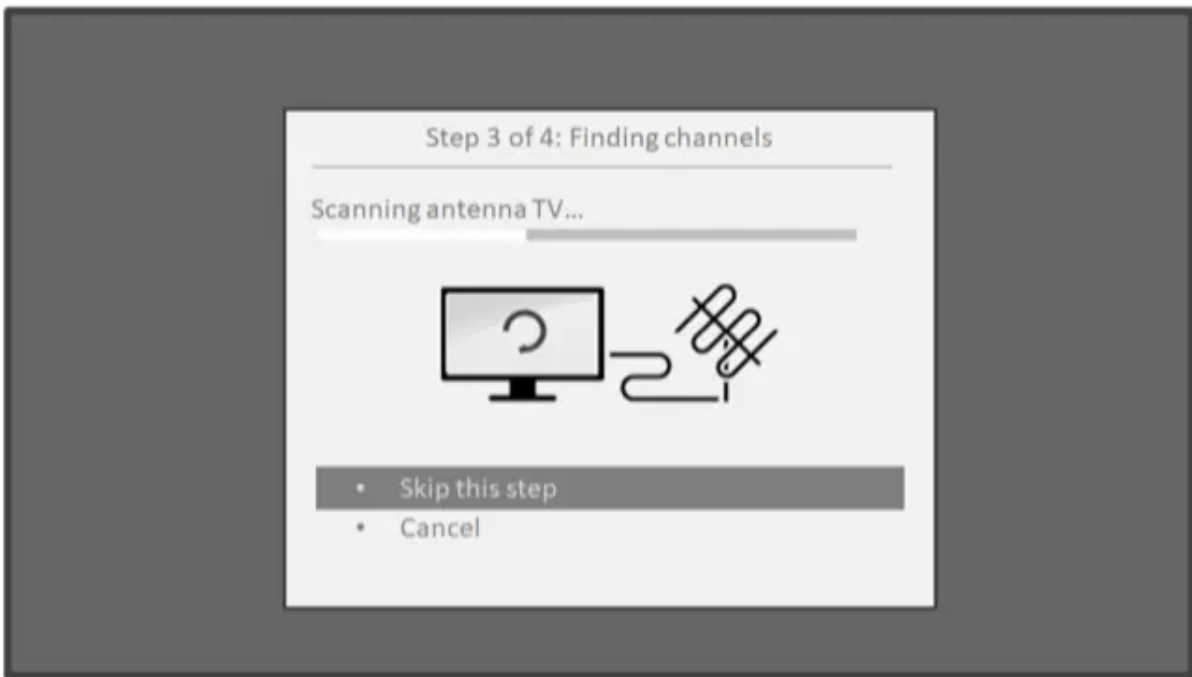 Step 3 of 4: Finding channels
Scanning antenna TV...
• Skip this step
• Cancel